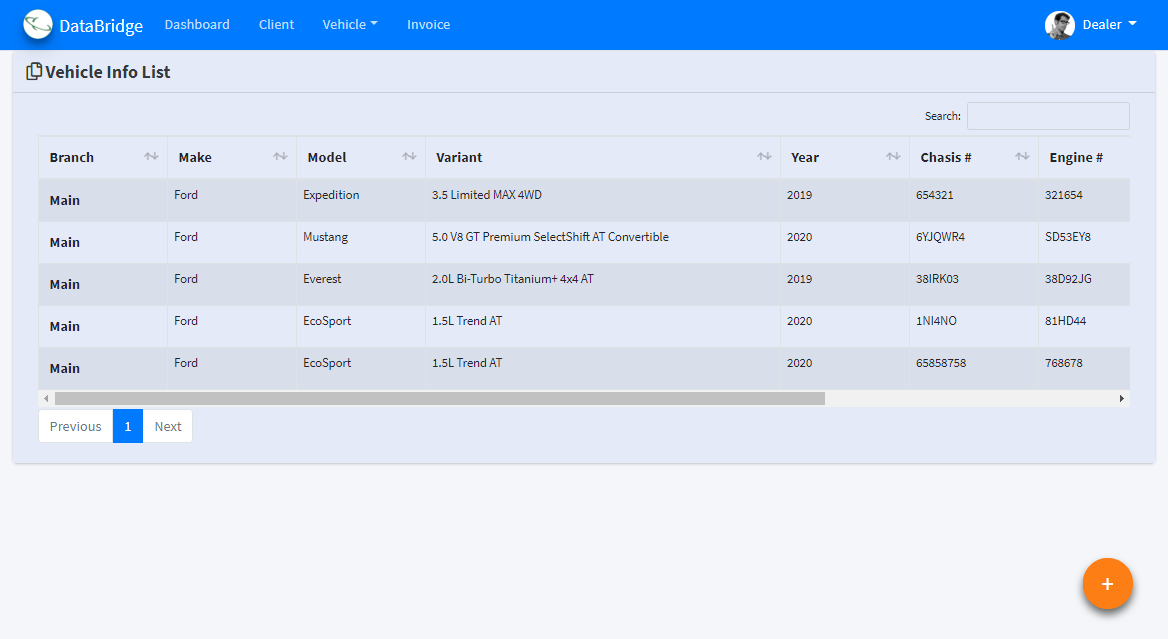 DataBridge Dashboard Client Vehicle Invoice Dealer
Vehicle Info List
Search:
Branch Make Model Variant Year Chasis # Engine #
Main Ford Expedition 3.5 Limited MAX 4WD 2019 654321 321654
Main Ford Mustang 5.0 V8 GT Premium SelectShift AT Convertible 2020 6YJQWR4 SD53EY8
Main Ford Everest 2.0L Bi-Turbo Titanium+ 4x4 AT 2019 38IRK03 38D92JG
Main Ford EcoSport 1.5L Trend AT 2020 1NI4NO 81HD44
Main Ford EcoSport 1.5L Trend AT 2020 65858758 768678
Previous 1 Next
+